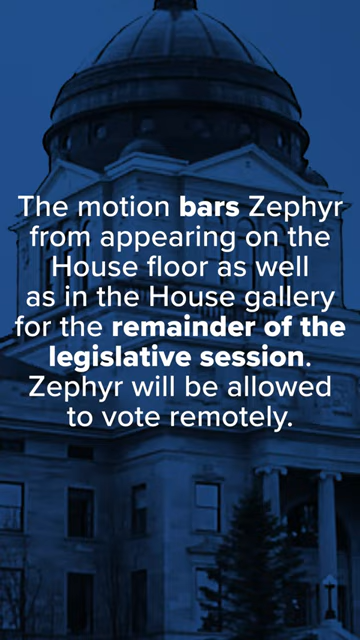 The motion bars Zephyr
from appearing on the
House floor as well
as in the House gallery
for the remainder of the
legislative session.
Zephyr will be allowed
to vote remotely.